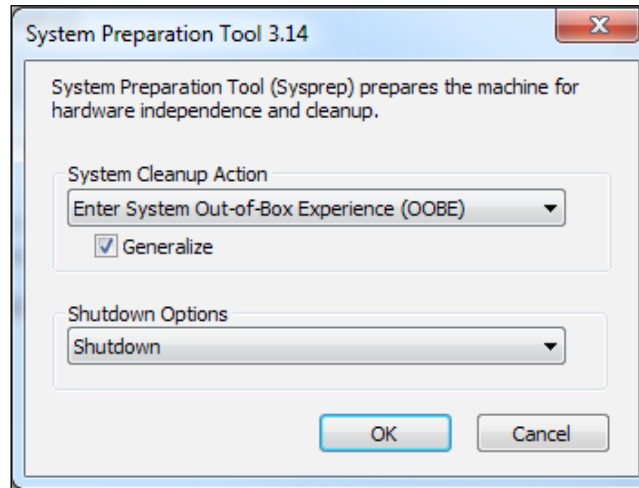 System Preparation Tool 3.14
System Preparation Tool (Sysprep) prepares the machine for
hardware independence and cleanup.
System Cleanup Action
Enter System Out-of-Box Experience (OOBE)
Generalize
Shutdown Options
Shutdown
OK
Cancel